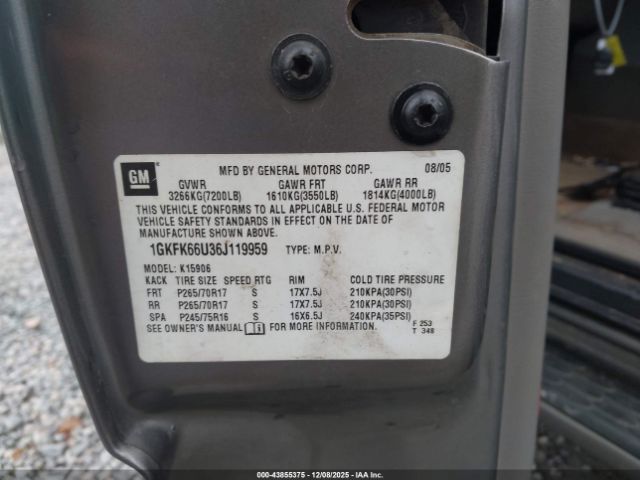 GM
MFD BY GENERAL MOTORS CORP. 08/05
GVWR GAWR FRT GAWR RR
3266KG(7200LB) 1610KG(3550LB) 1814KG(4000LB)
THIS VEHICLE CONFORMS TO ALL APPLICABLE U.S. FEDERAL MOTOR
VEHICLE SAFETY STANDARDS IN EFFECT ON THE DATE OF
MANUFACTURE SHOWN ABOVE.
1GKFK66U36J119959 TYPE: M.P.V.
MODEL: K15906
KACK TIRE SIZE SPEED RTG RIM COLD TIRE PRESSURE
FRT P265/70R17 S 17X7.5J 210KPA(30PSI)
RR P265/70R17 S 17X7.5J 210KPA(30PSI)
SPA P245/75R16 S 16X6.5J 240KPA(35PSI)
SEE OWNER'S MANUAL FOR MORE INFORMATION.
F 253
T 348
000-43855375 - 12/08/2025 - IAAI.COM